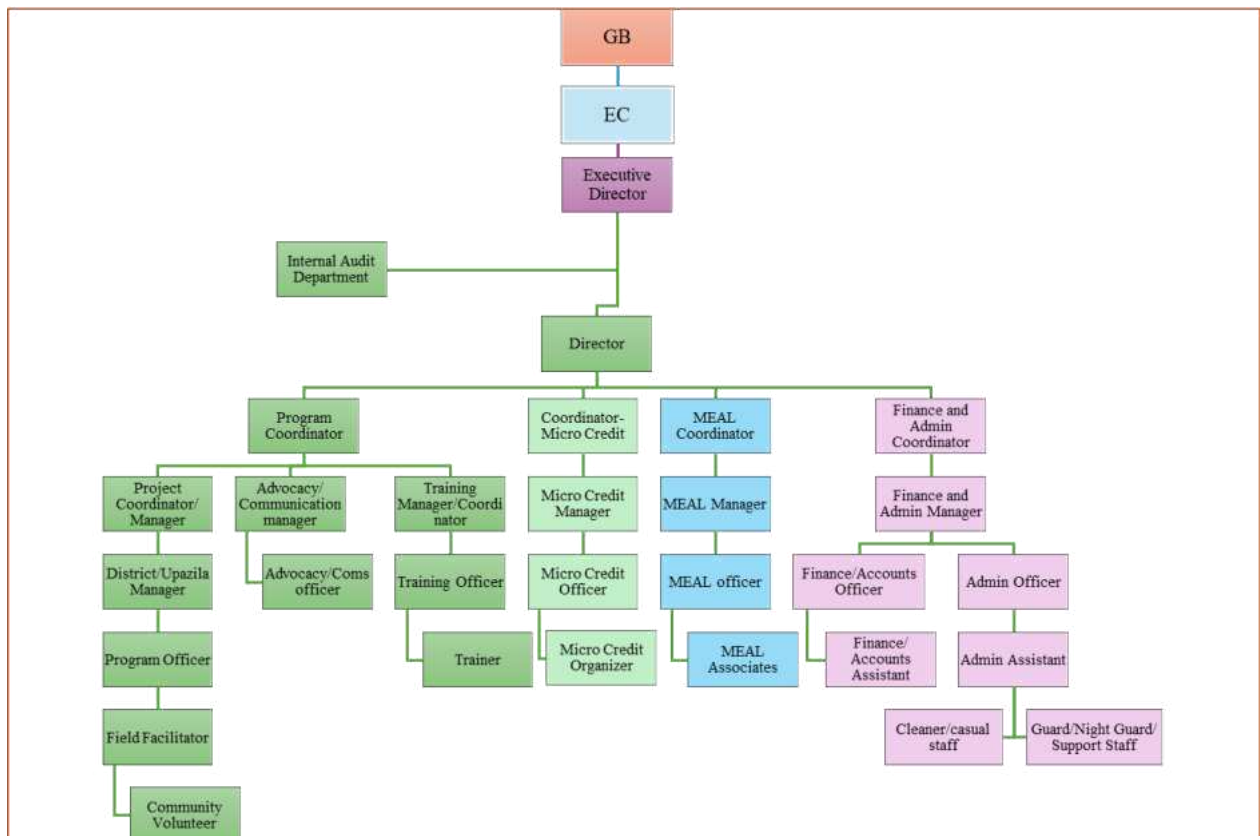 GB
EC
Executive
Director
Internal Audit
Department
Director
Program
Coordinator
Coordinator-
Micro Credit
MEAL
Coordinator
Finance and
Admin
Coordinator
Project
Coordinator/
Manager
Advocacy/
Communication
manager
Training
Manager/Coordi
nator
Micro Credit
Manager
MEAL Manager
Finance and
Admin Manager
District/Upazila
Manager
Advocacy/Coms
officer
Training Officer
Micro Credit
Officer
MEAL officer
Finance/Accounts
Officer
Admin Officer
Program Officer
Trainer
Micro Credit
Organizer
MEAL
Associates
Finance/
Accounts
Assistant
Admin Assistant
Field Facilitator
Cleaner/casual
staff
Guard/Night Guard/
Support Staff
Community
Volunteer